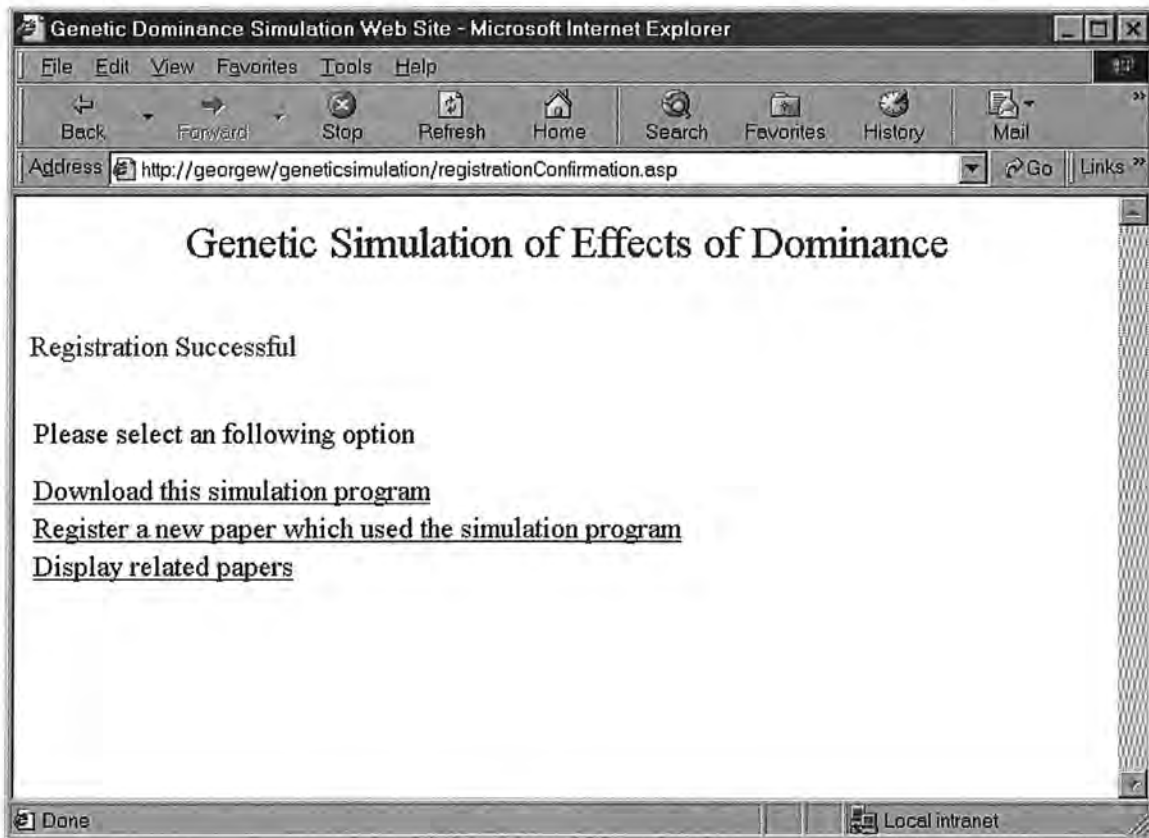 Genetic Dominance Simulation Web Site - Microsoft Internet Explorer
File Edit View Favorites Tools Help
Back Forward Stop Refresh Home Search Favorites History Mail »
Address http://georgew/geneticsimulation/registrationConfirmation.asp Go Links »
Genetic Simulation of Effects of Dominance
Registration Successful
Please select an following option
Download this simulation program
Register a new paper which used the simulation program
Display related papers
Done Local intranet